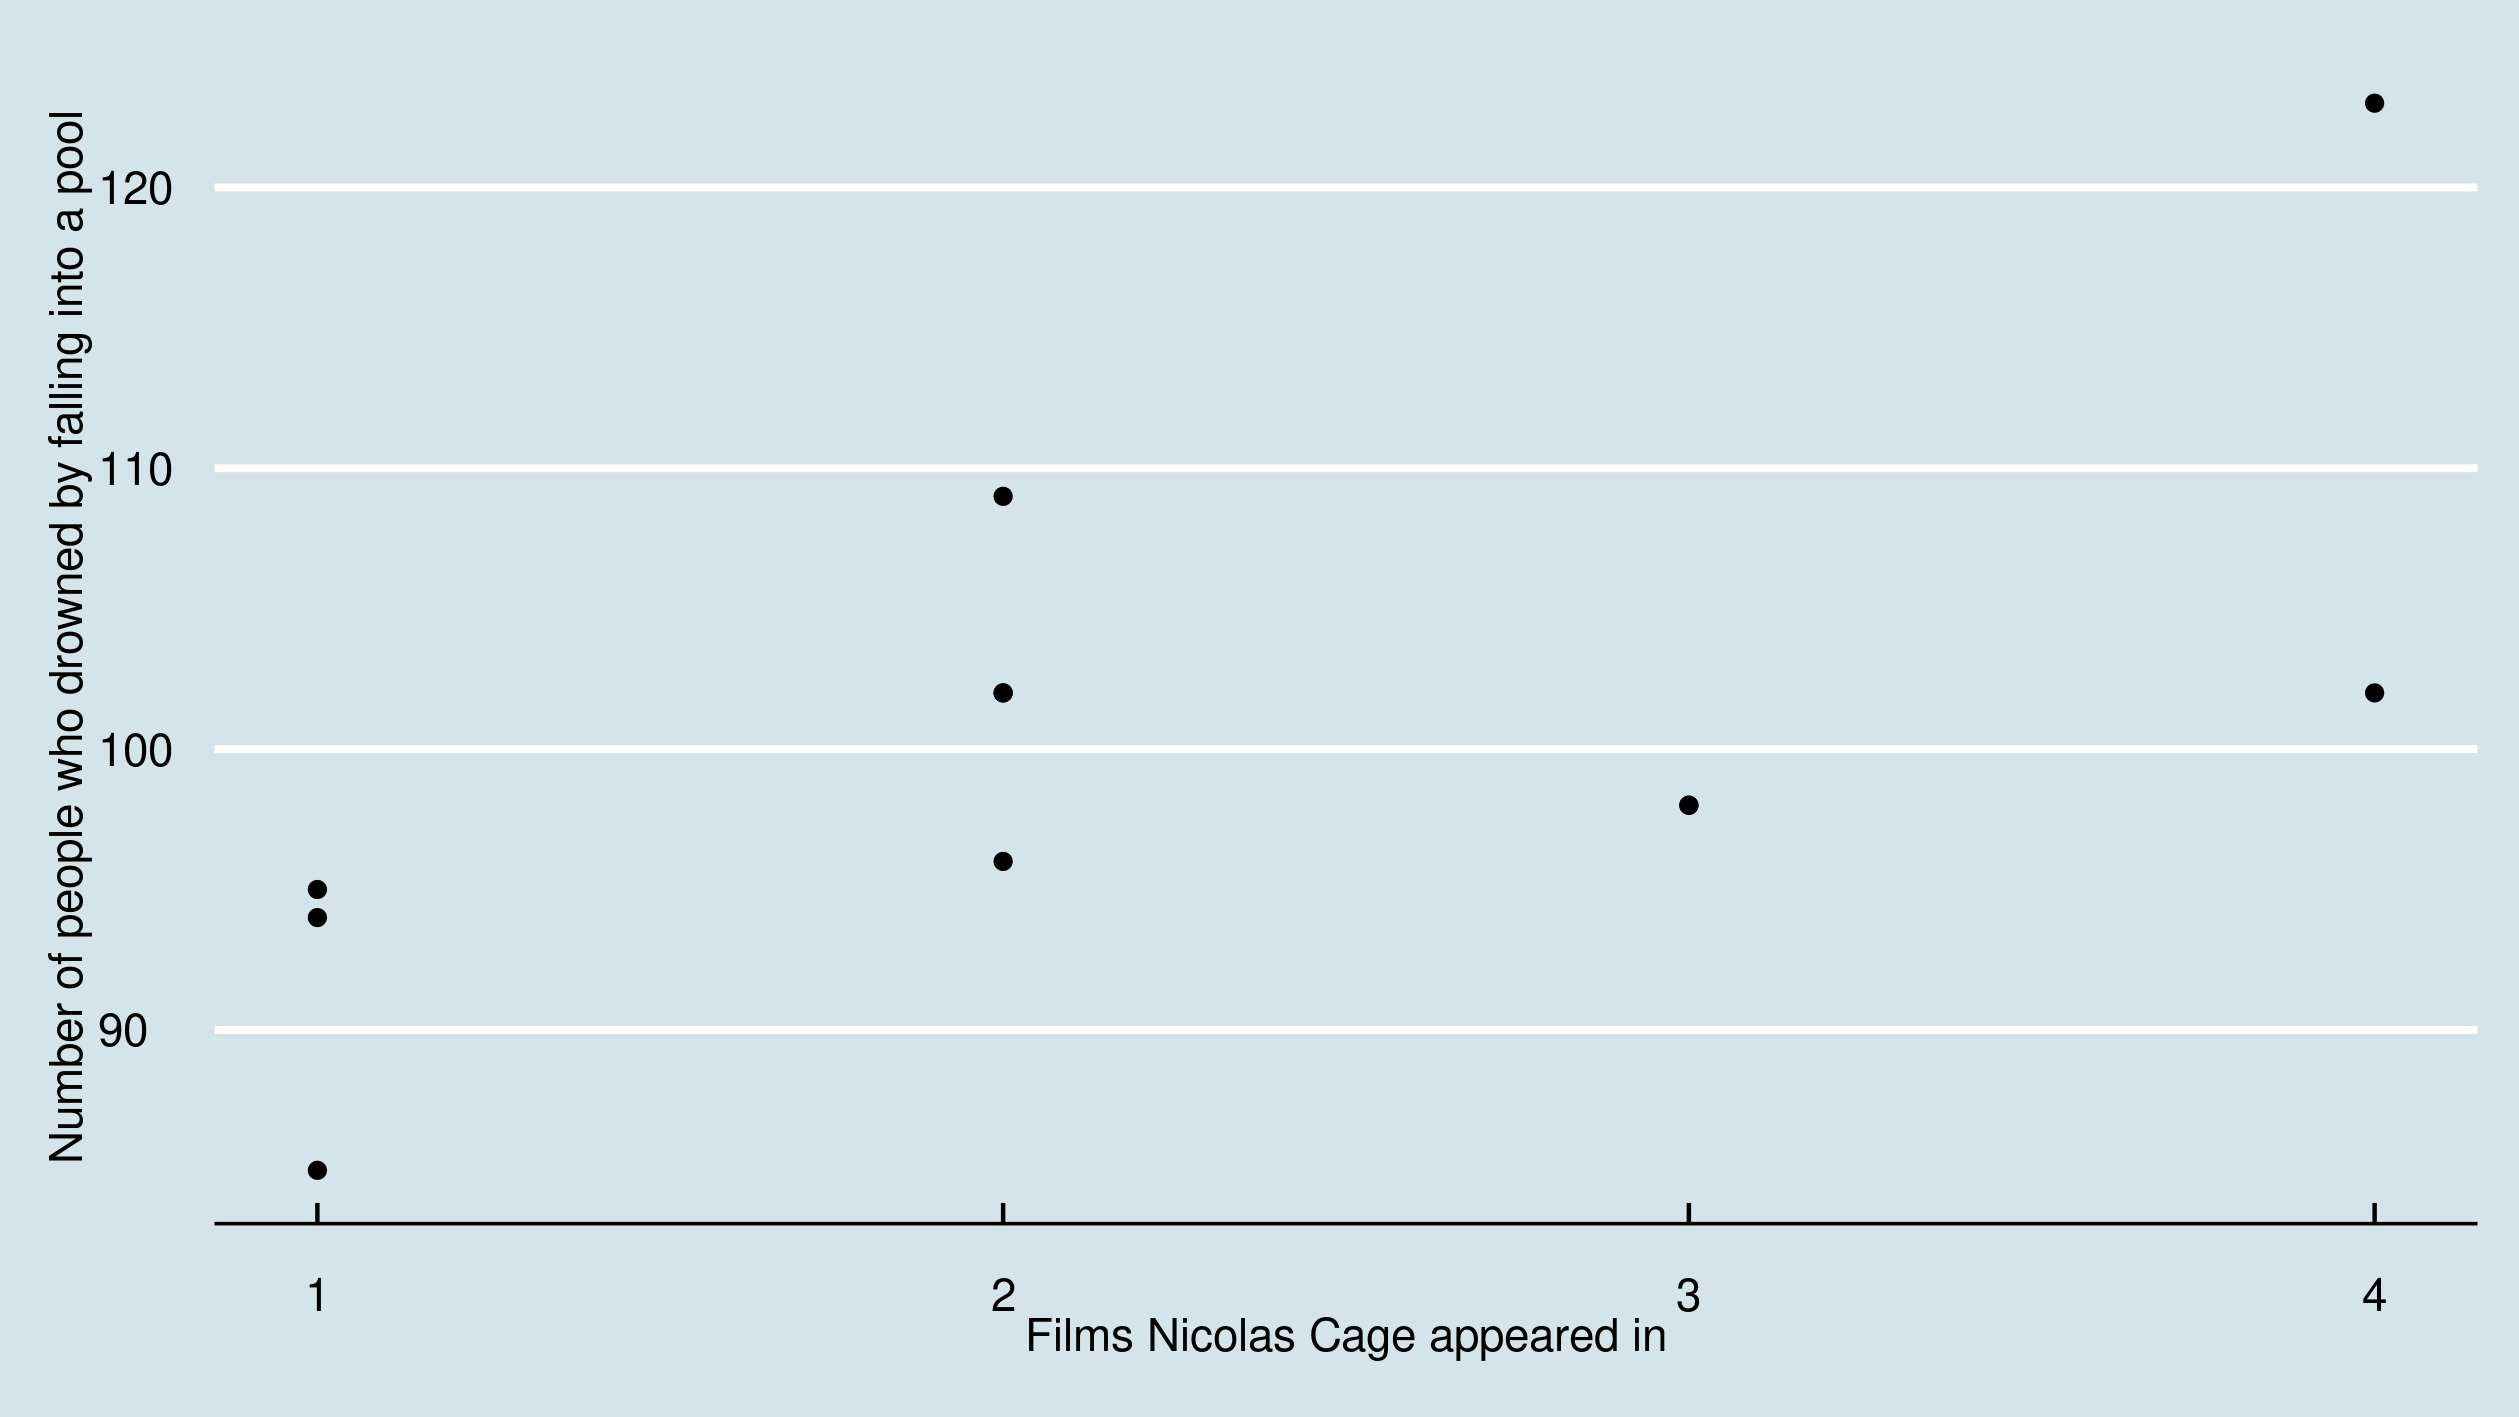 Number of people who drowned by falling into a pool
120
110
100
90
1 2 3 4
Films Nicolas Cage appeared in